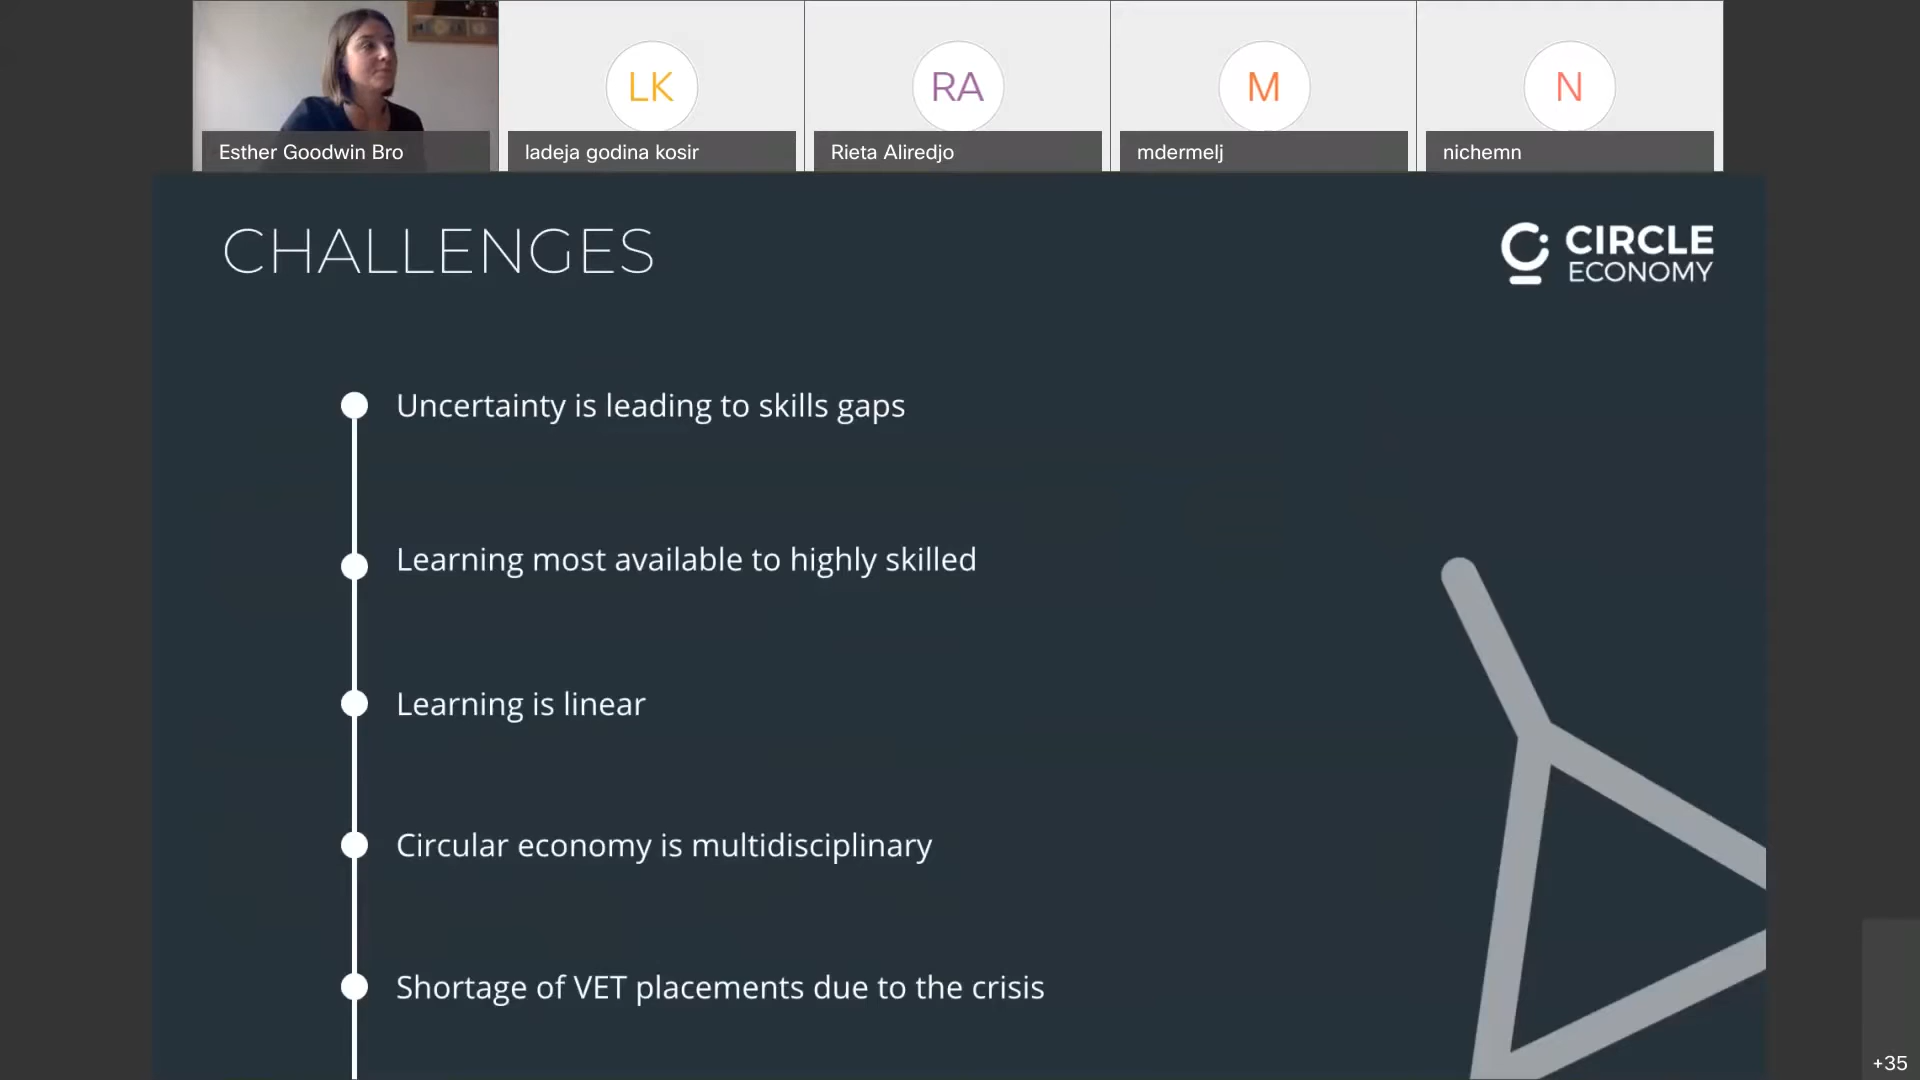 LK
RA
M
N
Esther Goodwin Bro
ladeja godina kosir
Rieta Aliredjo
mdermelj
nichemn
CHALLENGES
CIRCLE
ECONOMY
Uncertainty is leading to skills gaps
Learning most available to highly skilled
Learning is linear
Circular economy is multidisciplinary
Shortage of VET placements due to the crisis
+35